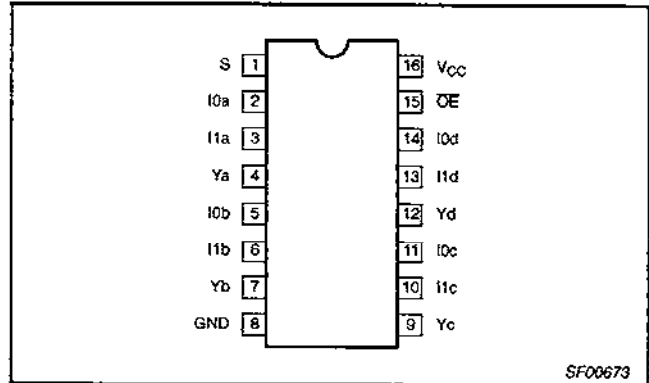 S 1 16 VCC
I0a 2 15 OE
I1a 3 14 I0d
Ya 4 13 I1d
I0b 5 12 Yd
I1b 6 11 I0c
Yb 7 10 I1c
GND 8 9 Yc
SF00673